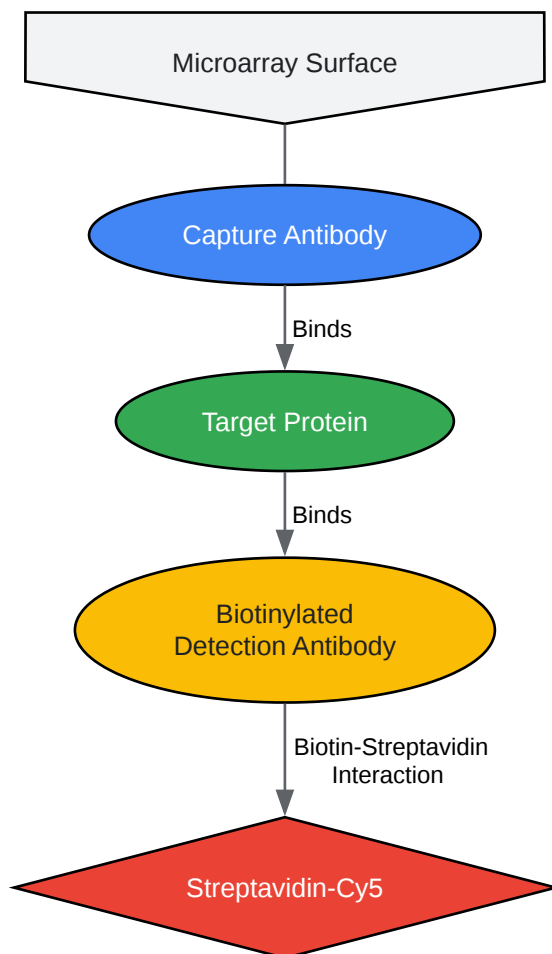 Microarray Surface
Capture Antibody
Binds
Target Protein
Binds
Biotinylated
Detection Antibody
Biotin-Streptavidin
Interaction
Streptavidin-Cy5